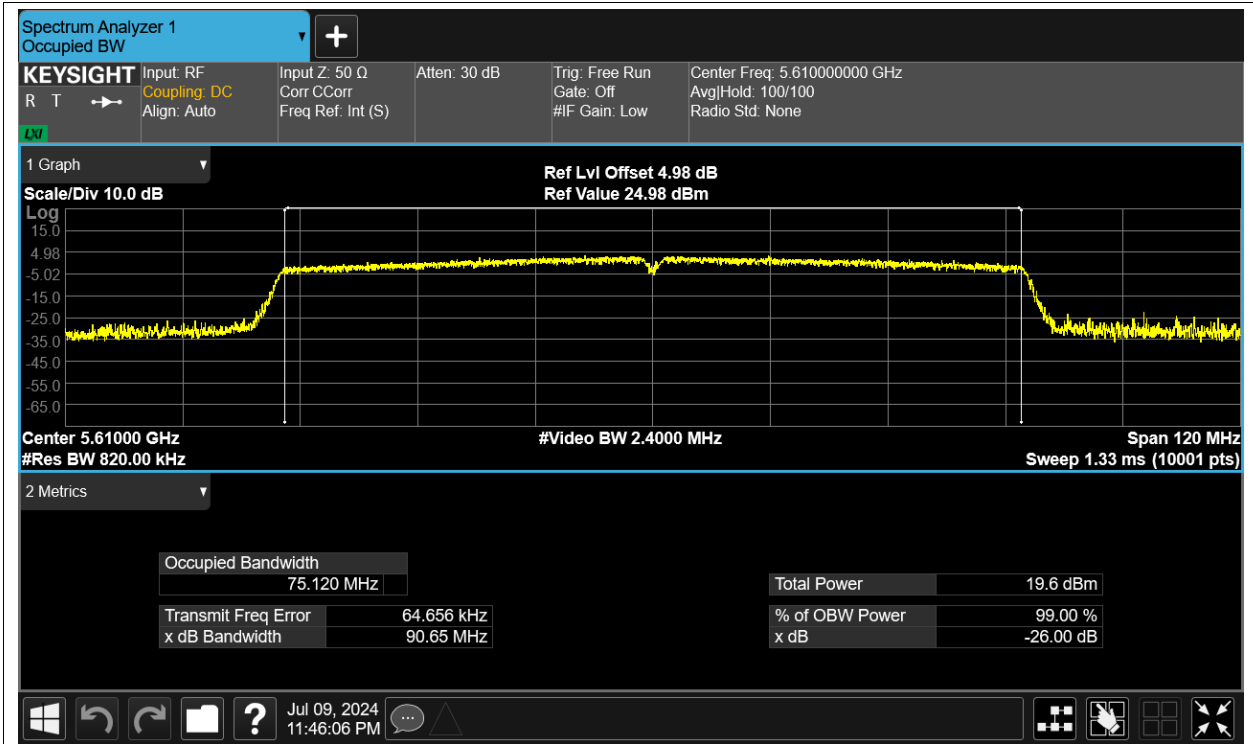 Spectrum Analyzer 1
Occupied BW
KEYSIGHT
R T
LXI
Input: RF
Coupling: DC
Align: Auto
Input Z: 50 Ω
Corr CCorr
Freq Ref: Int (S)
Atten: 30 dB
Trig: Free Run
Gate: Off
#IF Gain: Low
Center Freq: 5.610000000 GHz
Avg|Hold: 100/100
Radio Std: None
1 Graph
Scale/Div 10.0 dB
Ref Lvl Offset 4.98 dB
Ref Value 24.98 dBm
Log
15.0
4.98
-5.02
-15.0
-25.0
-35.0
-45.0
-55.0
-65.0
Center 5.61000 GHz
#Video BW 2.4000 MHz
Span 120 MHz
#Res BW 820.00 kHz
Sweep 1.33 ms (10001 pts)
2 Metrics
Occupied Bandwidth
75.120 MHz
Total Power 19.6 dBm
Transmit Freq Error 64.656 kHz
% of OBW Power 99.00 %
x dB Bandwidth 90.65 MHz
x dB -26.00 dB
?
Jul 09, 2024
11:46:06 PM